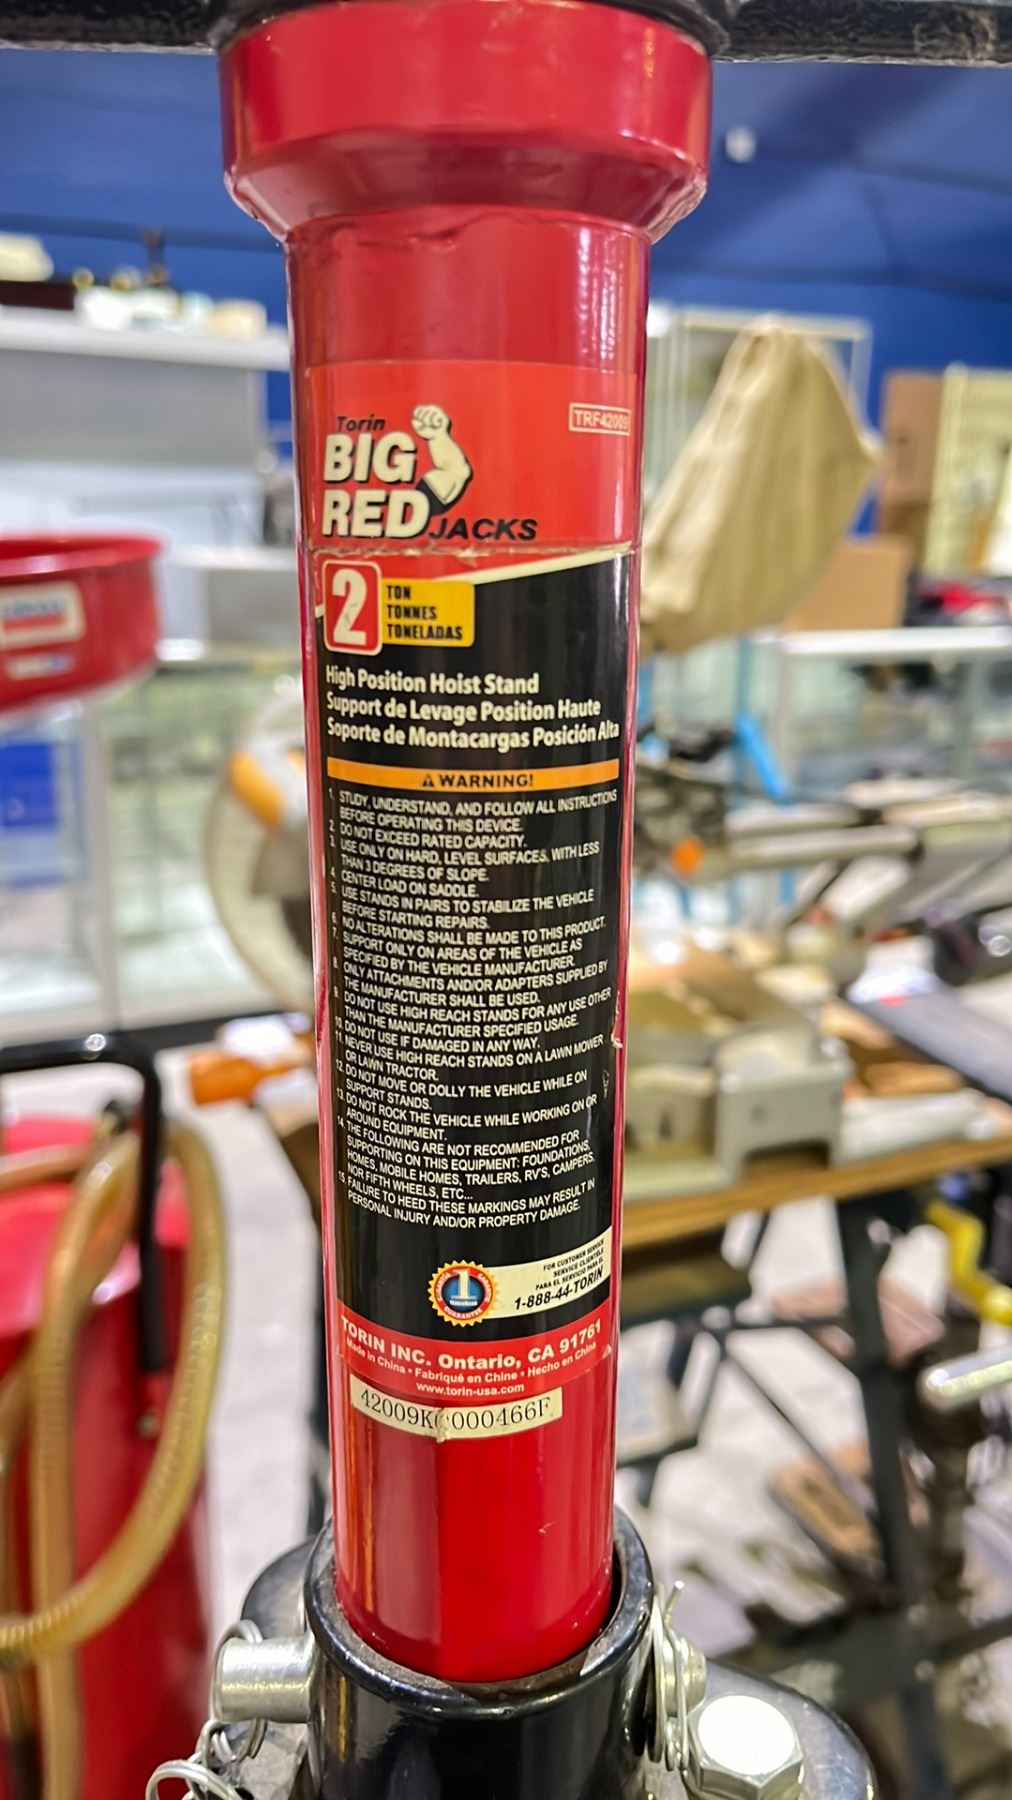 Torin
BIG
RED JACKS
TRF42009
2
TON
TONNES
TONELADAS
High Position Hoist Stand
Support de Levage Position Haute
Soporte de Montacargas Posición Alta
WARNING!
1. STUDY, UNDERSTAND, AND FOLLOW ALL INSTRUCTIONS
BEFORE OPERATING THIS DEVICE.
2. DO NOT EXCEED RATED CAPACITY.
3. USE ONLY ON HARD, LEVEL SURFACES, WITH LESS
THAN 3 DEGREES OF SLOPE.
4. CENTER LOAD ON SADDLE.
5. USE STANDS IN PAIRS TO STABILIZE THE VEHICLE
BEFORE STARTING REPAIRS.
6. NO ALTERATIONS SHALL BE MADE TO THIS PRODUCT.
7. SUPPORT ONLY ON AREAS OF THE VEHICLE AS
SPECIFIED BY THE VEHICLE MANUFACTURER.
8. ONLY ATTACHMENTS AND/OR ADAPTERS SUPPLIED BY
THE MANUFACTURER SHALL BE USED.
9. DO NOT USE HIGH REACH STANDS FOR ANY USE OTHER
THAN THE MANUFACTURER SPECIFIED USAGE.
10. DO NOT USE IF DAMAGED IN ANY WAY.
11. NEVER USE HIGH REACH STANDS ON A LAWN MOWER
OR LAWN TRACTOR.
12. DO NOT MOVE OR DOLLY THE VEHICLE WHILE ON
SUPPORT STANDS.
13. DO NOT ROCK THE VEHICLE WHILE WORKING ON OR
AROUND EQUIPMENT.
14. THE FOLLOWING ARE NOT RECOMMENDED FOR
SUPPORTING ON THIS EQUIPMENT: FOUNDATIONS,
HOMES, MOBILE HOMES, TRAILERS, RV'S, CAMPERS,
NOR FIFTH WHEELS, ETC...
15. FAILURE TO HEED THESE MARKINGS MAY RESULT IN
PERSONAL INJURY AND/OR PROPERTY DAMAGE.
1
FOR CUSTOMER SERVICE
SERVICE CLIENTELE
PARA EL SERVICIO PARA EL
1-888-44-TORIN
TORIN INC. Ontario, CA 91761
Made in China • Fabriqué en Chine • Hecho en China
www.torin-usa.com
42009K 000466F